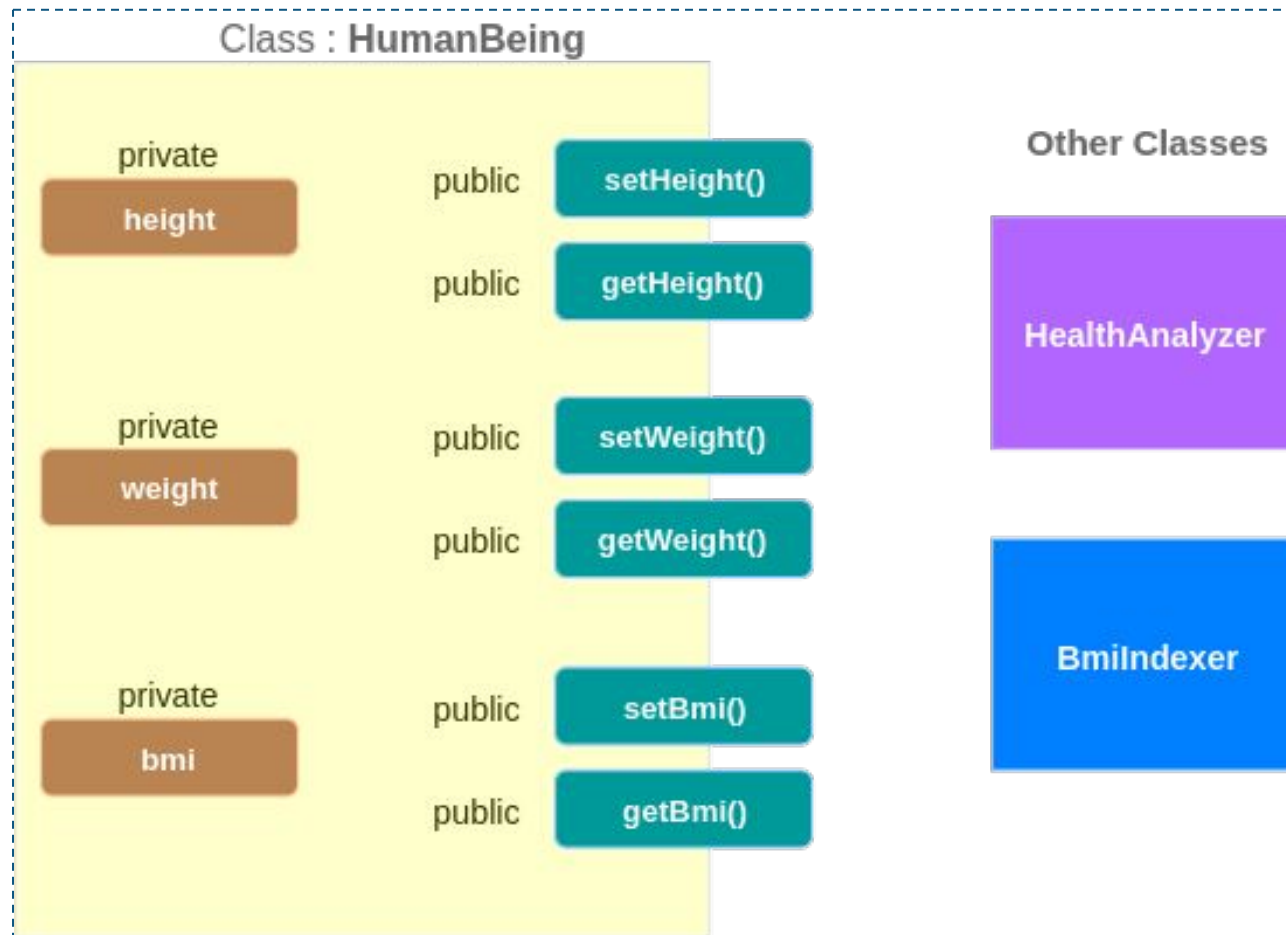 Class : HumanBeing
private
height
public
setHeight()
public
getHeight()
private
weight
public
setWeight()
public
getWeight()
private
bmi
public
setBmi()
public
getBmi()
Other Classes
HealthAnalyzer
BmiIndexer